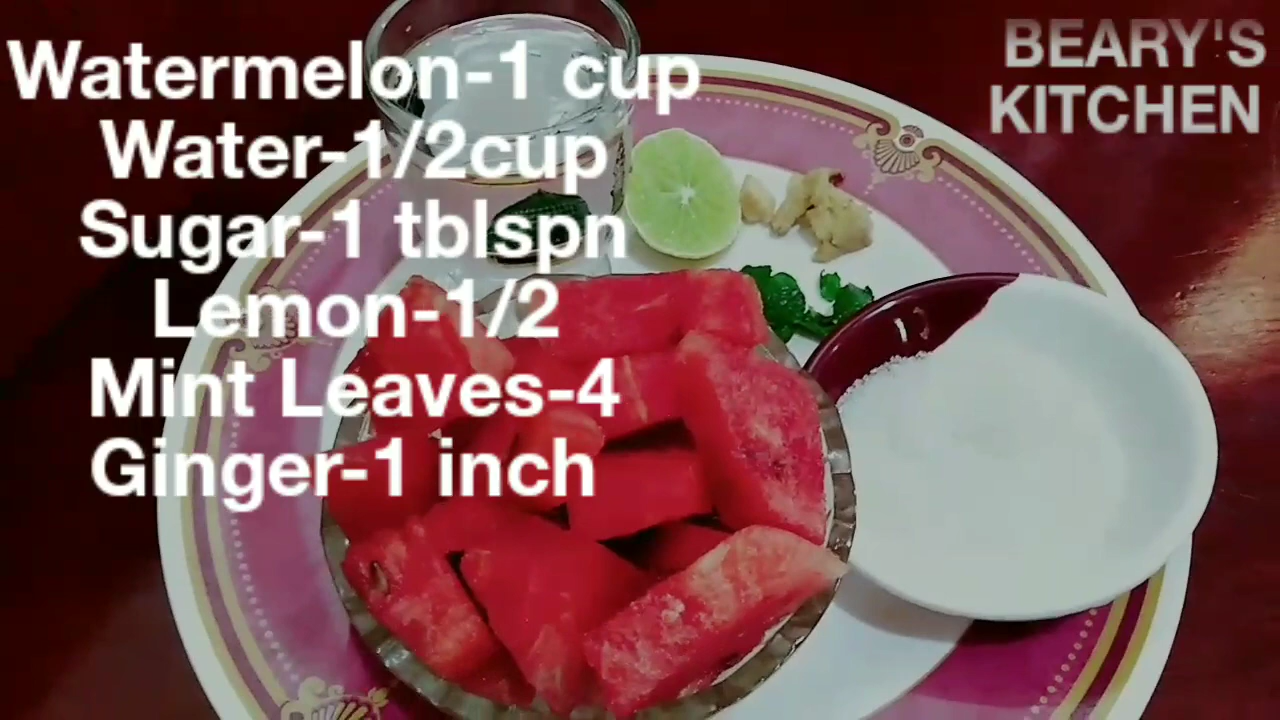 Watermelon-1 cup
Water-1/2cup
Sugar-1 tblspn
Lemon-1/2
Mint Leaves-4
Ginger-1 inch
BEARY'S
KITCHEN